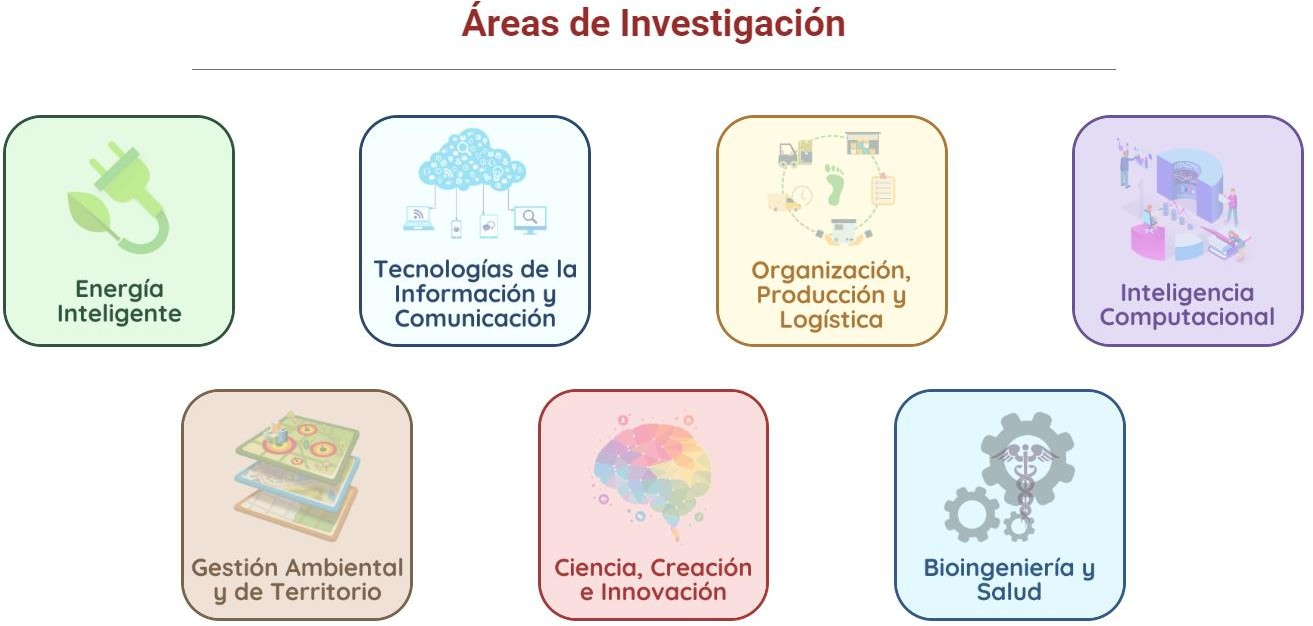 Áreas de Investigación
Energía
Inteligente
Tecnologías de la
Información y
Comunicación
Organización,
Producción y
Logística
Inteligencia
Computacional
Gestión Ambiental
y de Territorio
Ciencia, Creación
e Innovación
Bioingeniería y
Salud